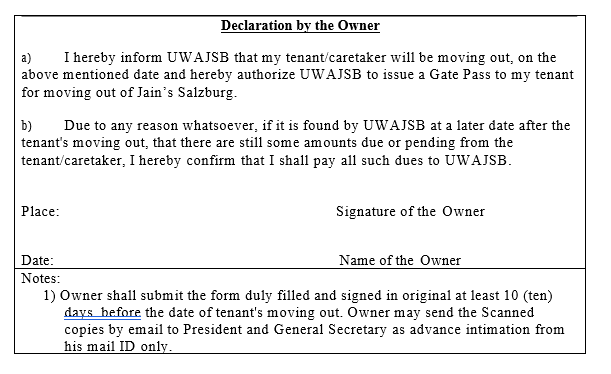 Declaration by the Owner
a) I hereby inform UWAJSB that my tenant/caretaker will be moving out, on the
above mentioned date and hereby authorize UWAJSB to issue a Gate Pass to my tenant
for moving out of Jain's Salzburg.
b) Due to any reason whatsoever, if it is found by UWAJSB at a later date after the
tenant's moving out, that there are still some amounts due or pending from the
tenant/caretaker, I hereby confirm that I shall pay all such dues to UWAJSB.
Place: Signature of the Owner
Date: Name of the Owner
Notes:
1) Owner shall submit the form duly filled and signed in original at least 10 (ten)
days before the date of tenant's moving out. Owner may send the Scanned
copies by email to President and General Secretary as advance intimation from
his mail ID only.